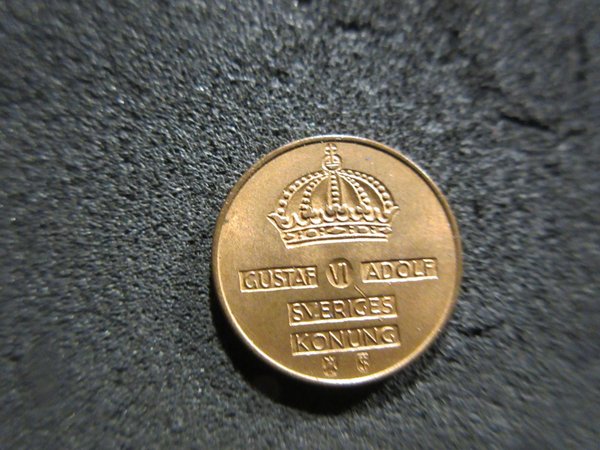 GUSTAF VI ADOLF
SVERIGES
KONUNG